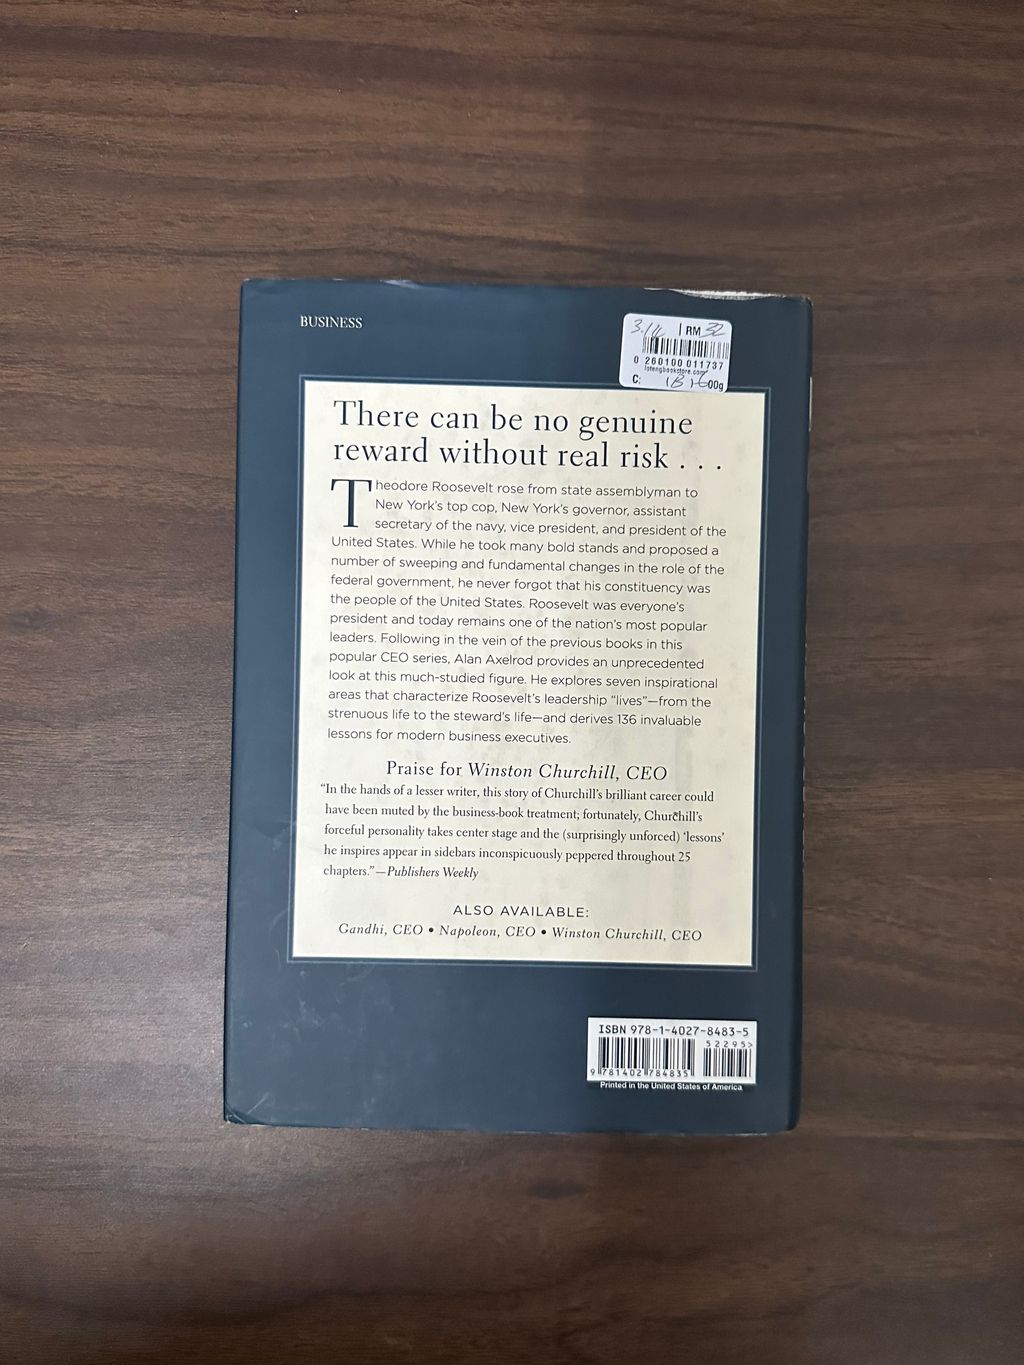 BUSINESS
RM 32
0 260100 011737
lotengbookstore.com
C:
00g
There can be no genuine
reward without real risk . . .
Theodore Roosevelt rose from state assemblyman to
New York's top cop, New York's governor, assistant
secretary of the navy, vice president, and president of the
United States. While he took many bold stands and proposed a
number of sweeping and fundamental changes in the role of the
federal government, he never forgot that his constituency was
the people of the United States. Roosevelt was everyone's
president and today remains one of the nation's most popular
leaders. Following in the vein of the previous books in this
popular CEO series, Alan Axelrod provides an unprecedented
look at this much-studied figure. He explores seven inspirational
areas that characterize Roosevelt's leadership "lives"—from the
strenuous life to the steward's life—and derives 136 invaluable
lessons for modern business executives.
Praise for Winston Churchill, CEO
"In the hands of a lesser writer, this story of Churchill's brilliant career could
have been muted by the business-book treatment; fortunately, Churchill's
forceful personality takes center stage and the (surprisingly unforced) 'lessons'
he inspires appear in sidebars inconspicuously peppered throughout 25
chapters."—Publishers Weekly
ALSO AVAILABLE:
Gandhi, CEO • Napoleon, CEO • Winston Churchill, CEO
ISBN 978-1-4027-8483-5
52295>
9 781402 784835
Printed in the United States of America